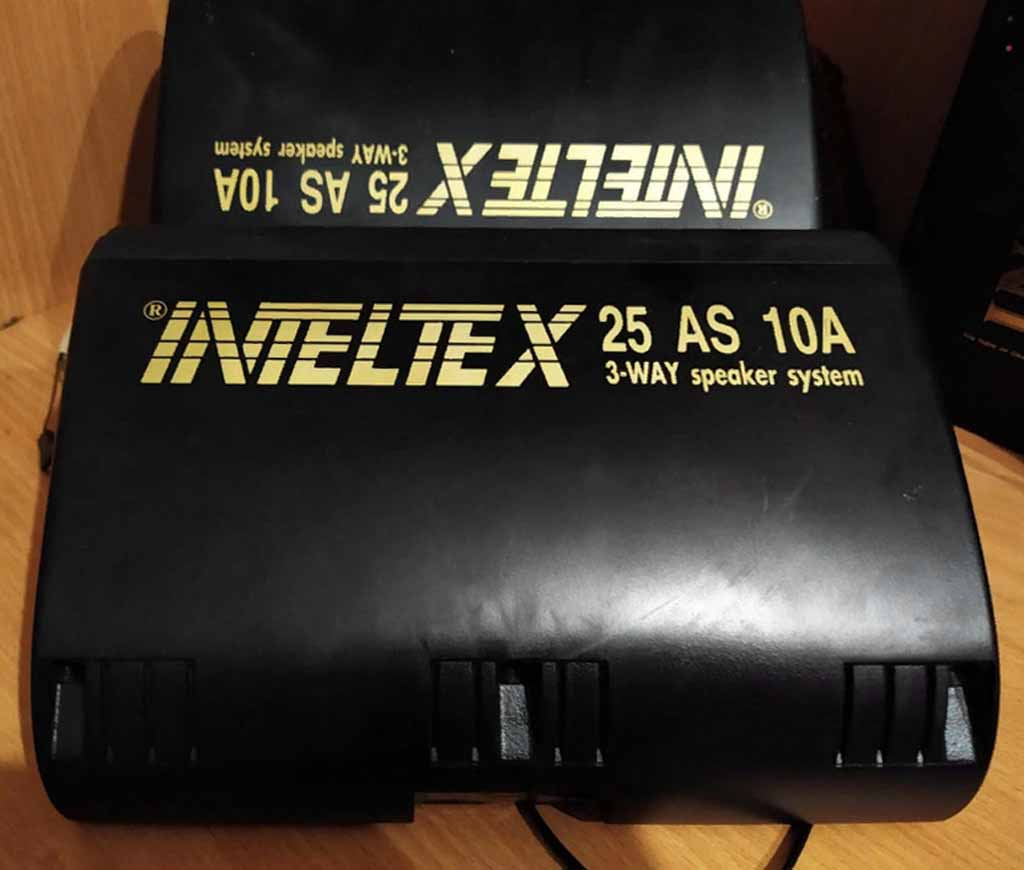 ® INTELTEX 25 AS 10A
3-WAY speaker system
® INTELTEX 25 AS 10A
3-WAY speaker system